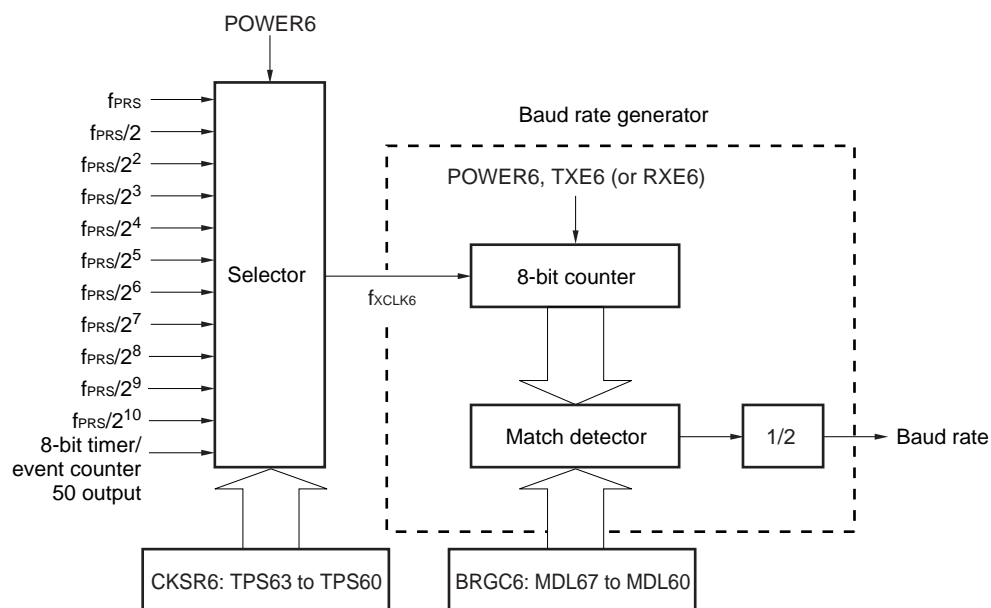 POWER6
fPRS
fPRS/2
fPRS/2²
fPRS/2³
fPRS/2⁴
fPRS/2⁵
fPRS/2⁶
fPRS/2⁷
fPRS/2⁸
fPRS/2⁹
fPRS/2¹⁰
8-bit timer/
event counter
50 output
Selector
fXCLK6
Baud rate generator
POWER6, TXE6 (or RXE6)
8-bit counter
Match detector
1/2
Baud rate
CKSR6: TPS63 to TPS60
BRGC6: MDL67 to MDL60